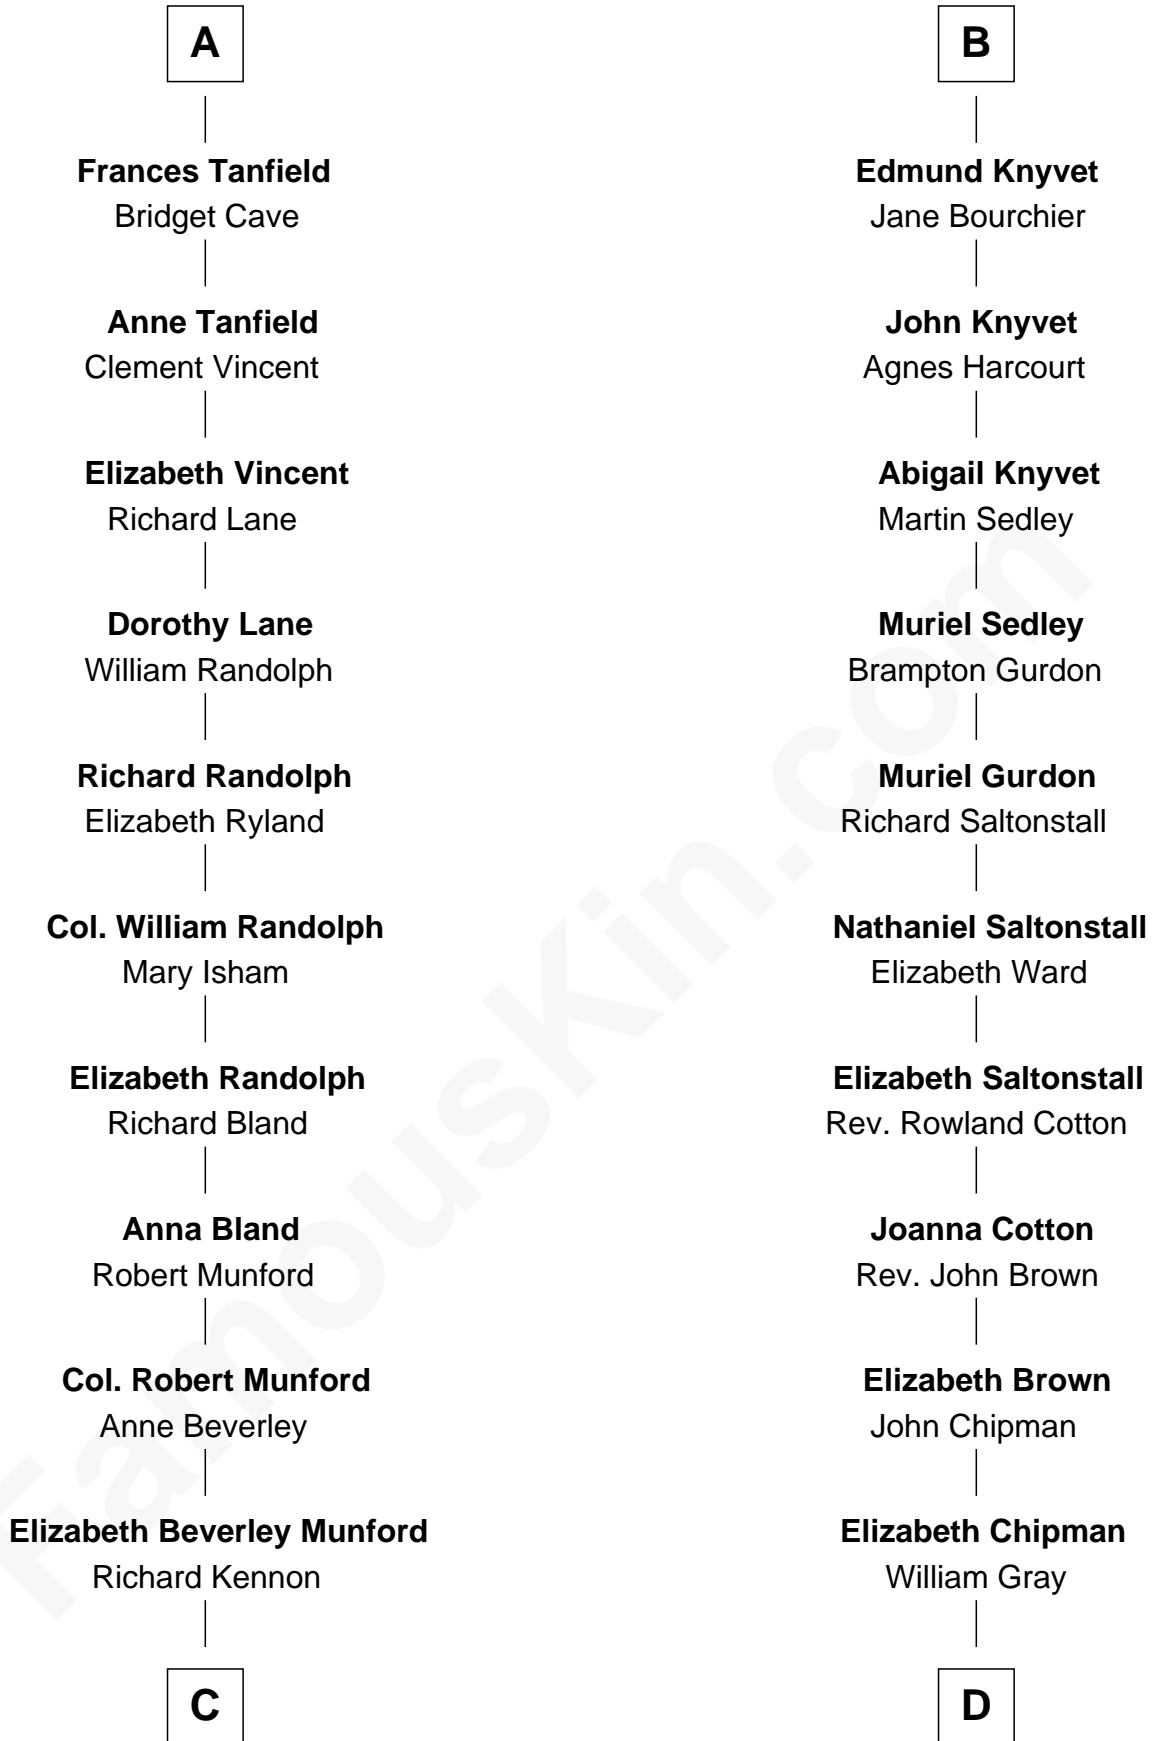 A
Frances Tanfield
Bridget Cave
Anne Tanfield
Clement Vincent
Elizabeth Vincent
Richard Lane
Dorothy Lane
William Randolph
Richard Randolph
Elizabeth Ryland
Col. William Randolph
Mary Isham
Elizabeth Randolph
Richard Bland
Anna Bland
Robert Munford
Col. Robert Munford
Anne Beverley
Elizabeth Beverley Munford
Richard Kennon
C
B
Edmund Knyvet
Jane Bourchier
John Knyvet
Agnes Harcourt
Abigail Knyvet
Martin Sedley
Muriel Sedley
Brampton Gurdon
Muriel Gurdon
Richard Saltonstall
Nathaniel Saltonstall
Elizabeth Ward
Elizabeth Saltonstall
Rev. Rowland Cotton
Joanna Cotton
Rev. John Brown
Elizabeth Brown
John Chipman
Elizabeth Chipman
William Gray
D
FamousKin.com